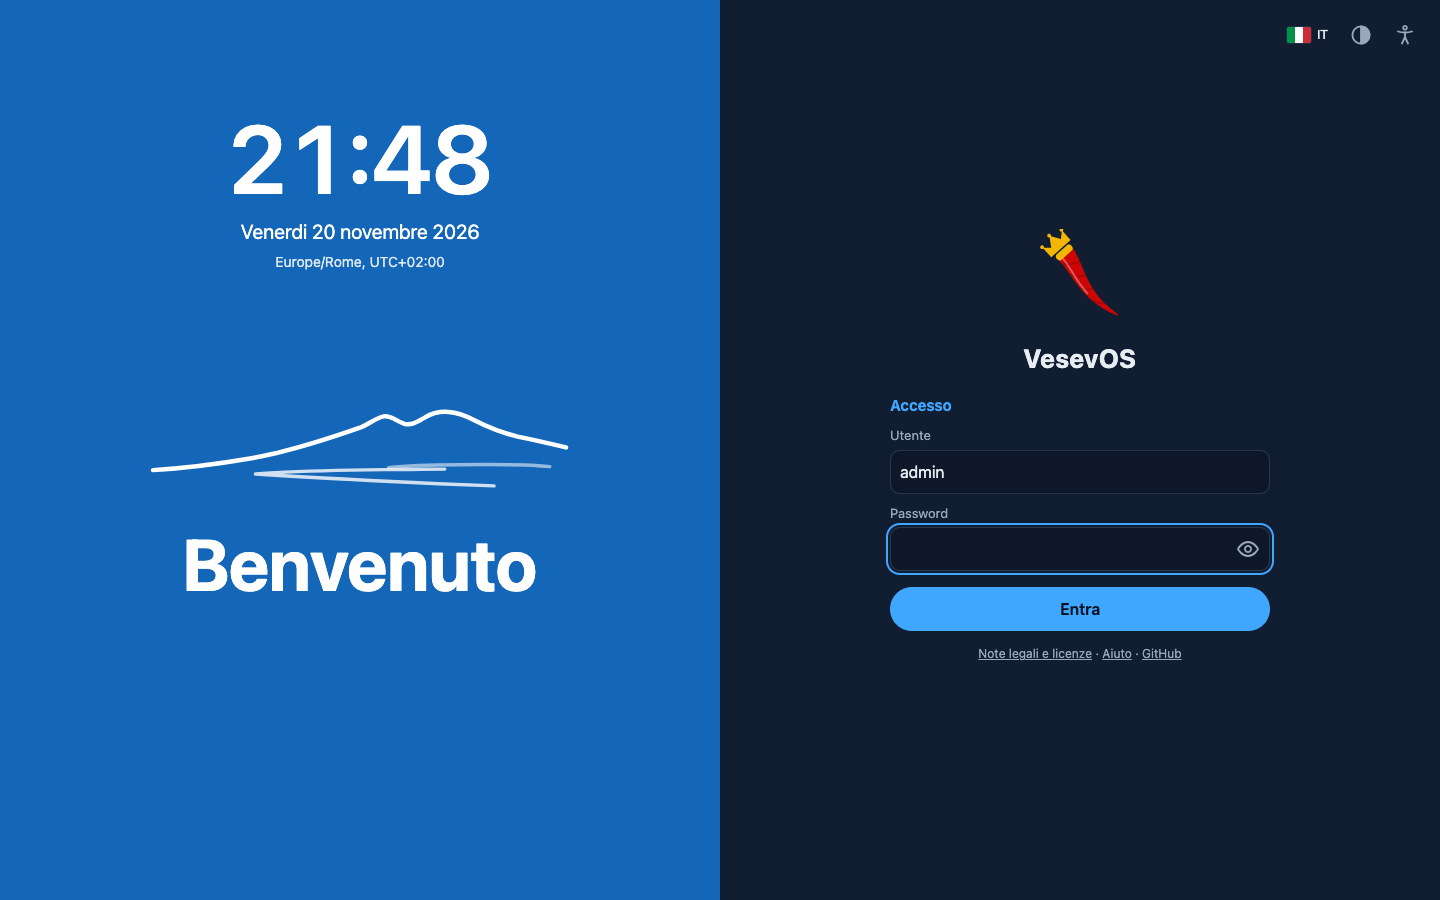 21:48
Venerdì 20 novembre 2026
Europe/Rome, UTC+02:00
Benvenuto
IT
VesevOS
Accesso
Utente
admin
Password
Entra
Note legali e licenze · Aiuto · GitHub